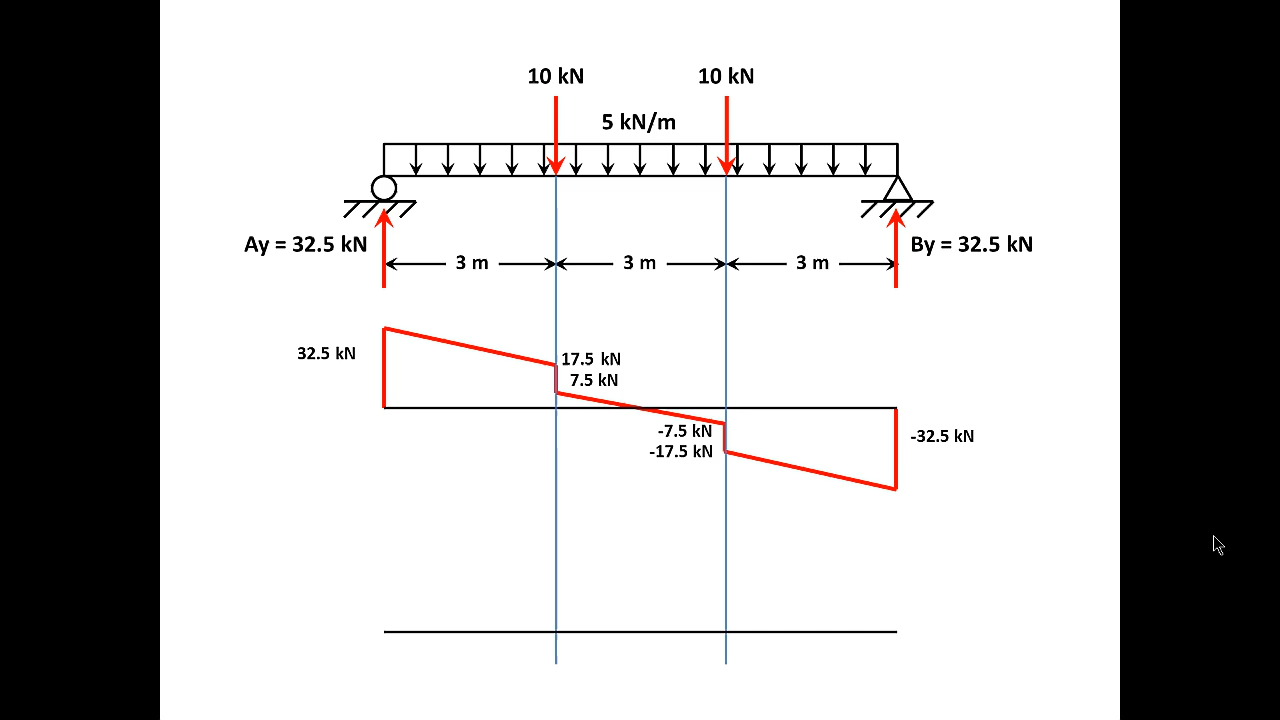 10 kN 10 kN
5 kN/m
Ay = 32.5 kN By = 32.5 kN
3 m 3 m 3 m
32.5 kN 17.5 kN
7.5 kN
-7.5 kN -32.5 kN
-17.5 kN